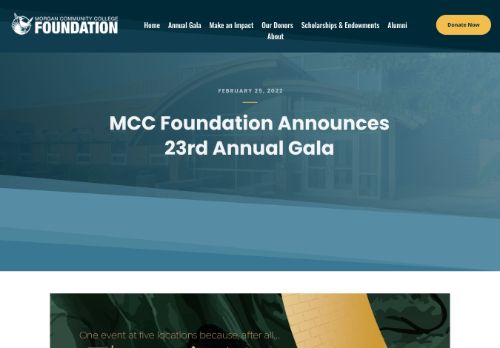 MORGAN COMMUNITY COLLEGE
FOUNDATION
Home
Annual Gala
Make an Impact
Our Donors
Scholarships & Endowments
Alumni
About
Donate Now
FEBRUARY 25, 2022
MCC Foundation Announces
23rd Annual Gala
One event at five locations because, after all...